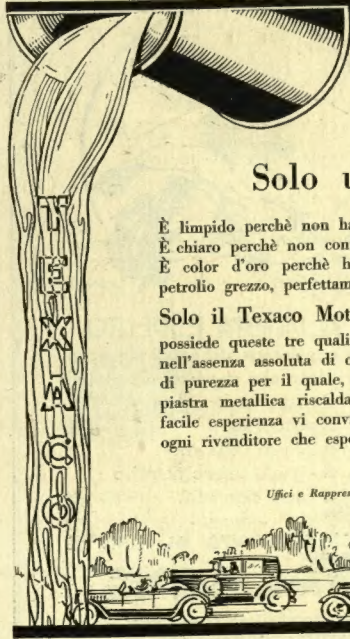 TEXACO
Solo u
È limpido perchè non ha
È chiaro perchè non con
È color d'oro perchè h
petrolio grezzo, perfettam
Solo il Texaco Mot
possiede queste tre quali
nell'assenza assoluta di c
di purezza per il quale,
piastra metallica riscalda
facile esperienza vi conv
ogni rivenditore che espo
Uffici e Rappre